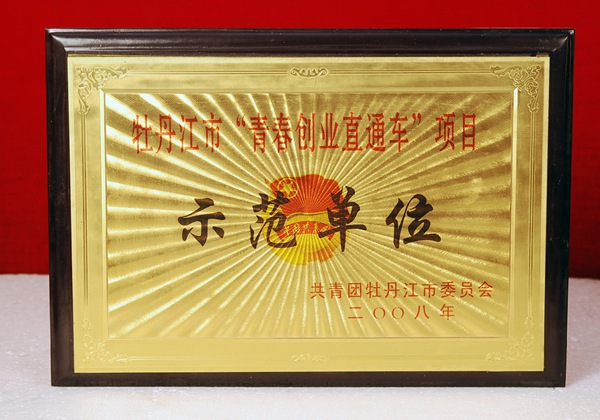 牡丹江市“青春创业直通车”项目
示范单位
共青团牡丹江市委员会
二〇〇八年